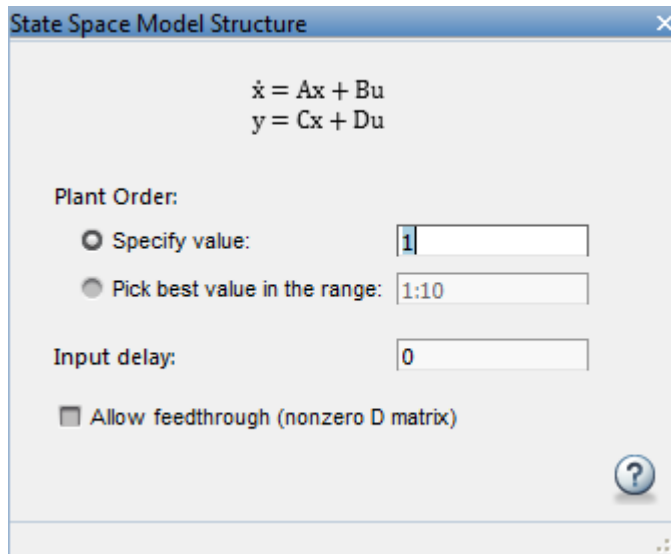 State Space Model Structure
ẋ = Ax + Bu
y = Cx + Du
Plant Order:
Specify value: 1
Pick best value in the range: 1:10
Input delay: 0
Allow feedthrough (nonzero D matrix)
?